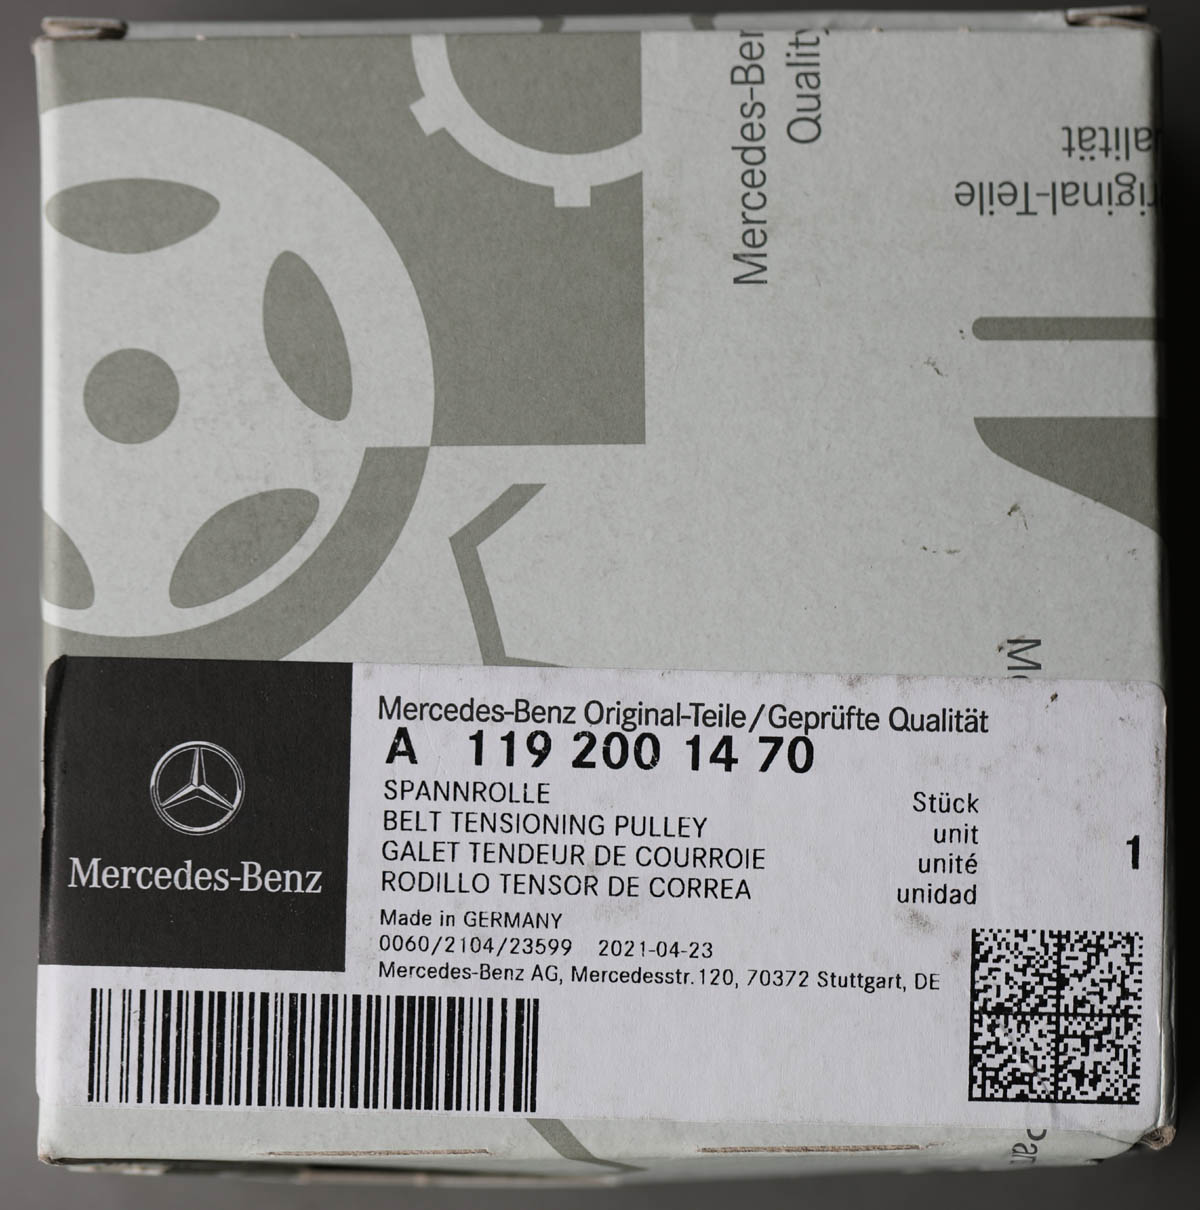 Mercedes-Ben
Quality
alität
riginal-Teile
M
Mercedes-Benz Original-Teile/Geprüfte Qualität
A 119 200 14 70
SPANNROLLE
BELT TENSIONING PULLEY
GALET TENDEUR DE COURROIE
RODILLO TENSOR DE CORREA
Stück
unit
unité
unidad
1
Made in GERMANY
0060/2104/23599 2021-04-23
Mercedes-Benz AG, Mercedesstr.120, 70372 Stuttgart, DE
Mercedes-Benz